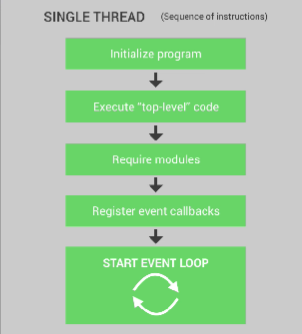 SINGLE THREAD (Sequence of instructions)
Initialize program
Execute "top-level" code
Require modules
Register event callbacks
START EVENT LOOP